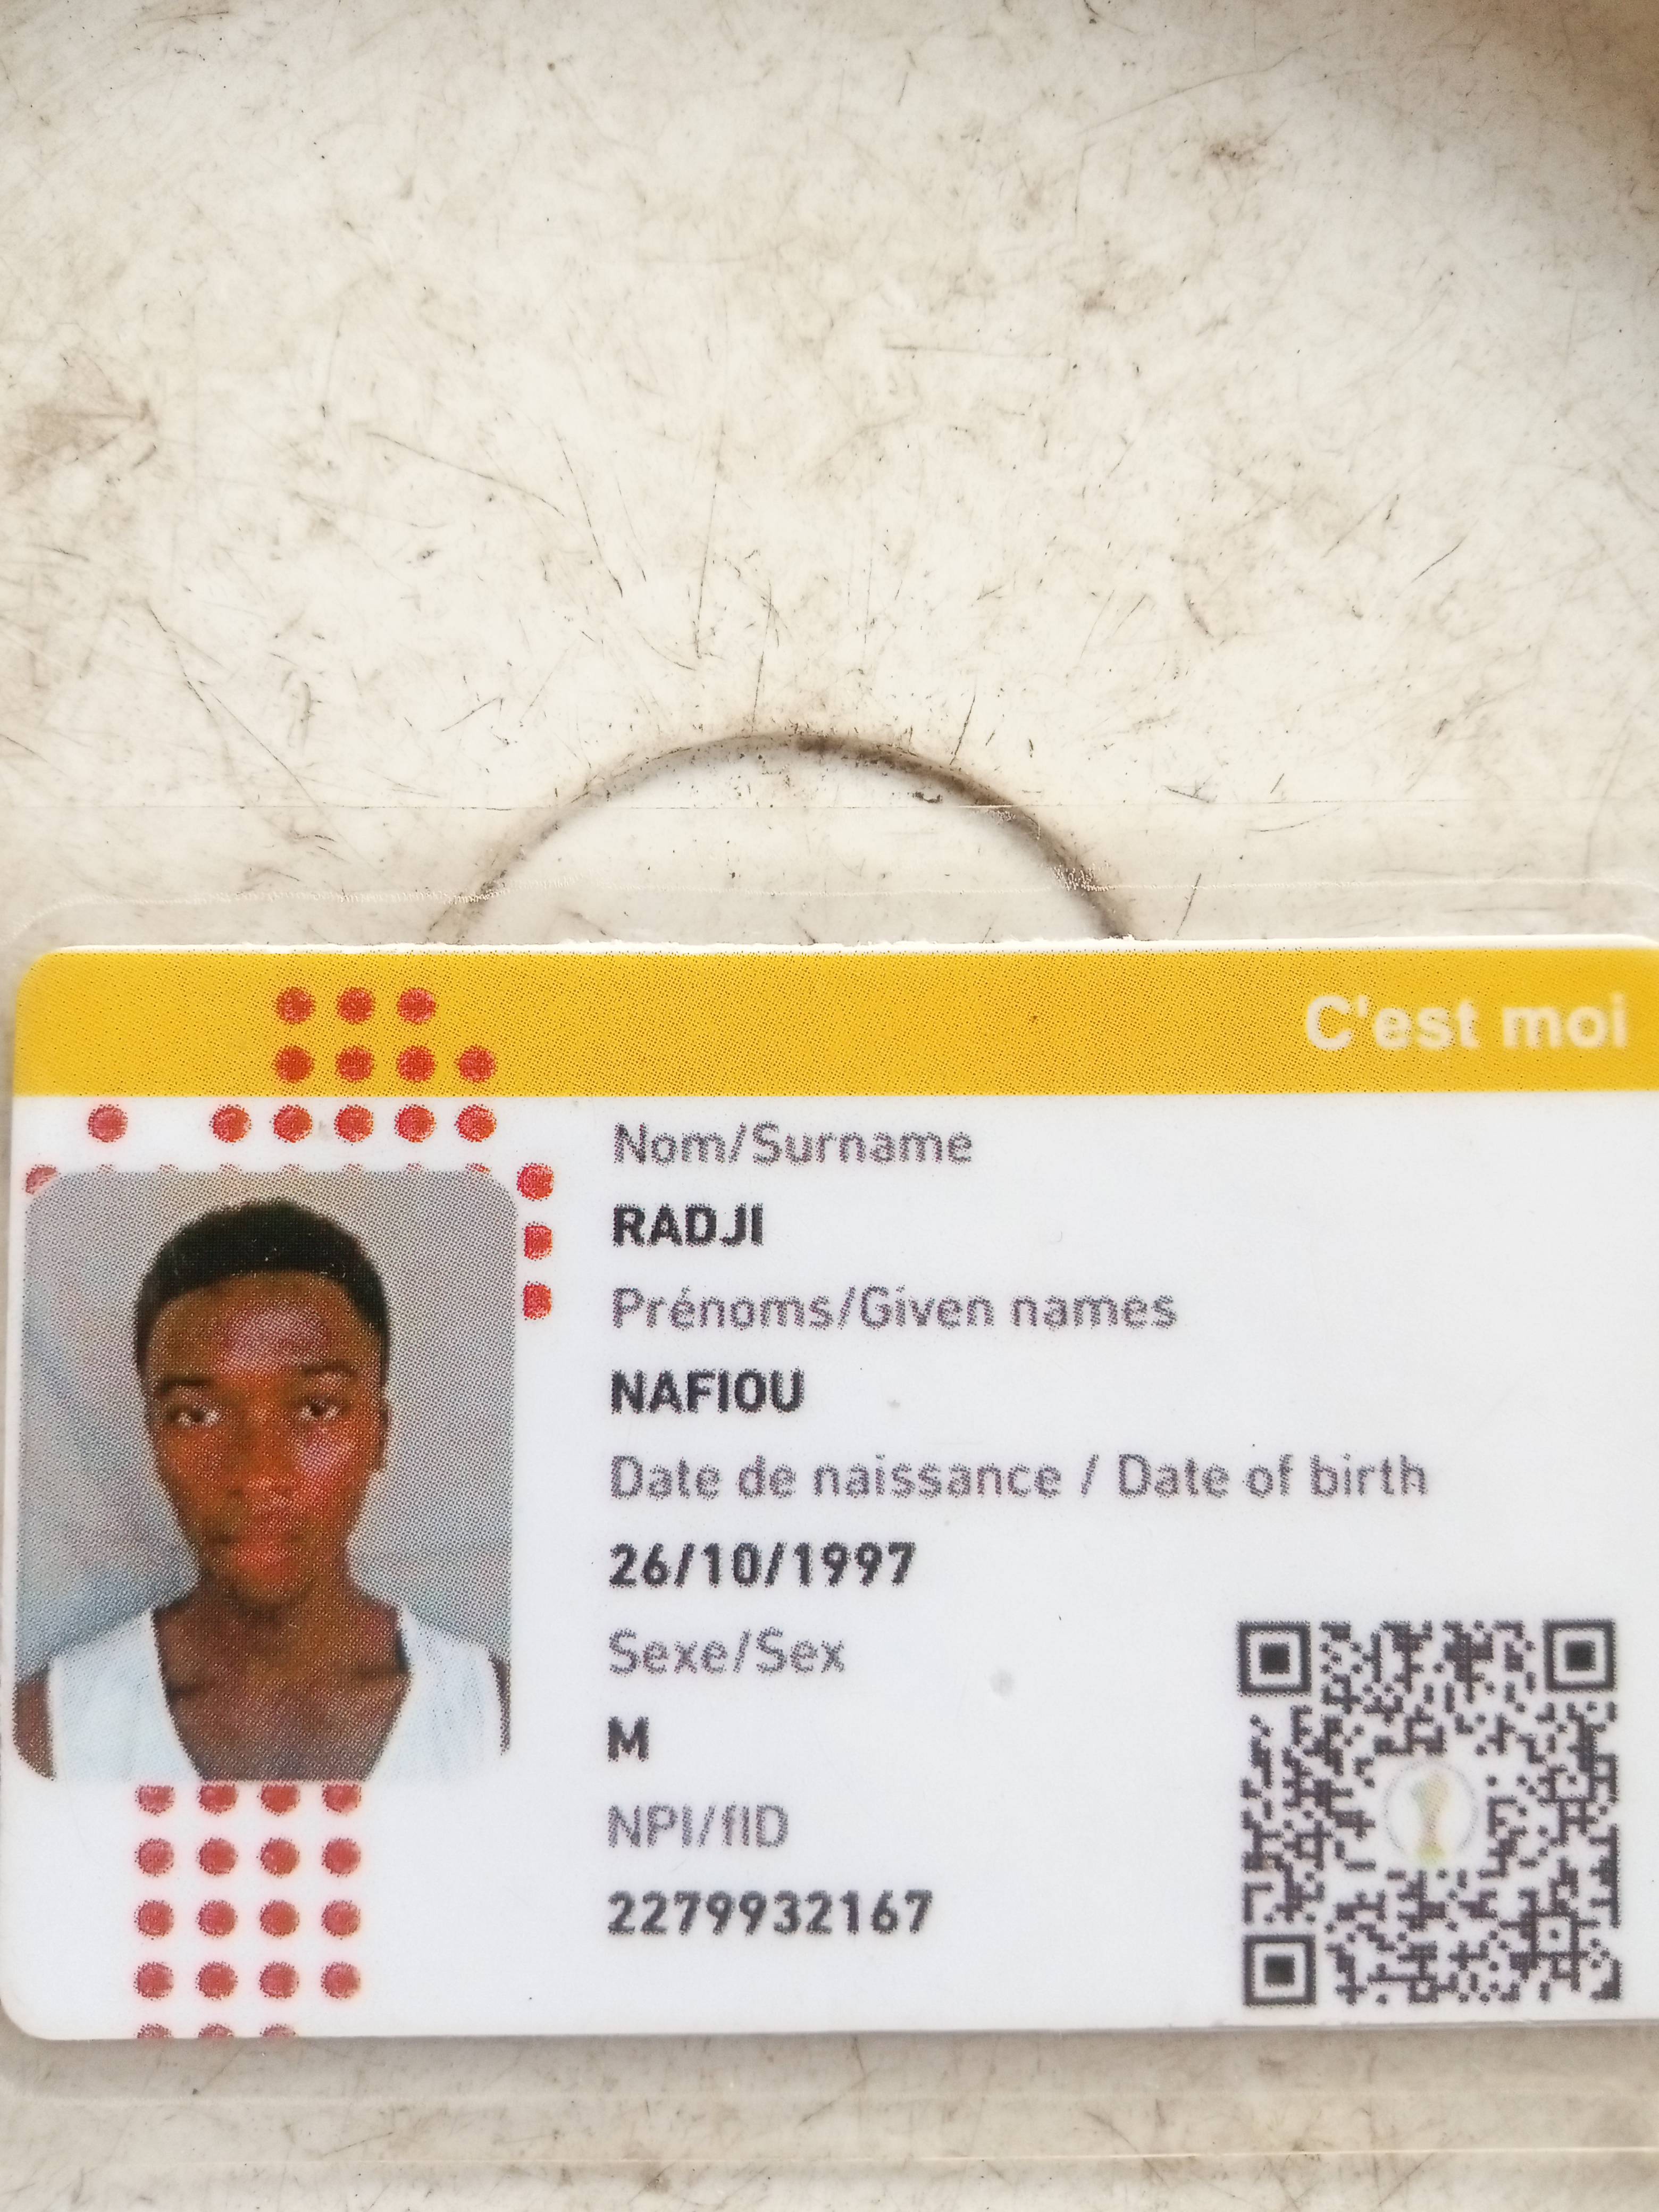 C'est moi
Nom/Surname
RADJI
Prénoms/Given names
NAFIOU
Date de naissance / Date of birth
26/10/1997
Sexe/Sex
M
NPI/fID
2279932167